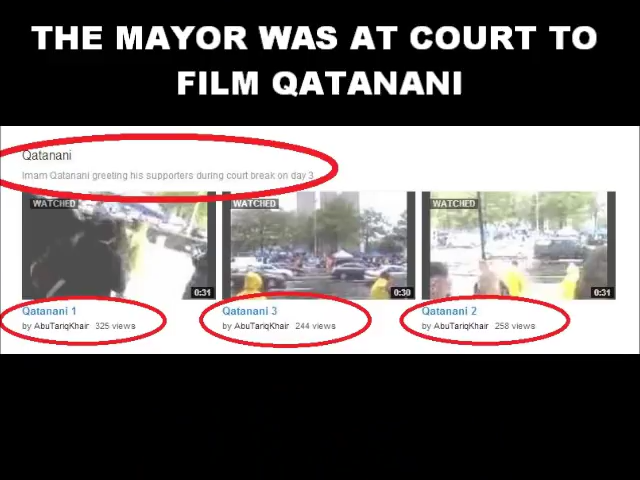 THE MAYOR WAS AT COURT TO
FILM QATANANI
Qatanani
Imam Qatanani greeting his supporters during court break on day 3
WATCHED
WATCHED
WATCHED
0:31
0:30
0:31
Qatanani 1
Qatanani 3
Qatanani 2
by AbuTariqKhair 325 views
by AbuTariqKhair 244 views
by AbuTariqKhair 258 views